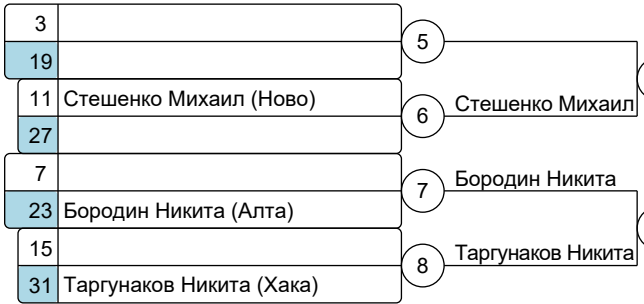 3
19
5
11 Стешенко Михаил (Ново)
27
6 Стешенко Михаил
7
23 Бородин Никита (Алта)
7 Бородин Никита
15
31 Таргунаков Никита (Хака)
8 Таргунаков Никита